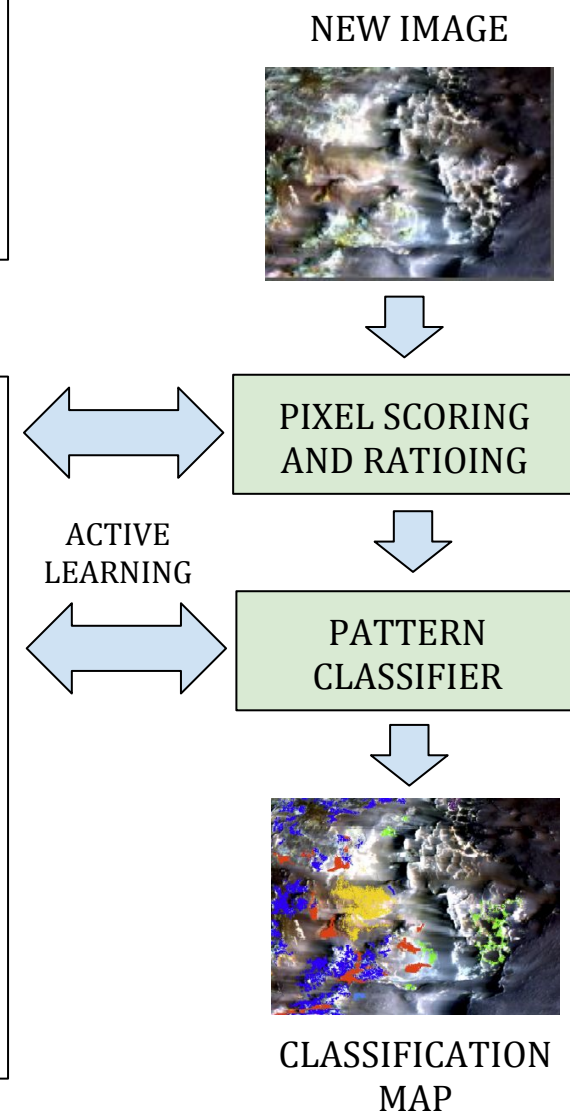 NEW IMAGE
PIXEL SCORING
AND RATIOING
ACTIVE
LEARNING
PATTERN
CLASSIFIER
CLASSIFICATION
MAP